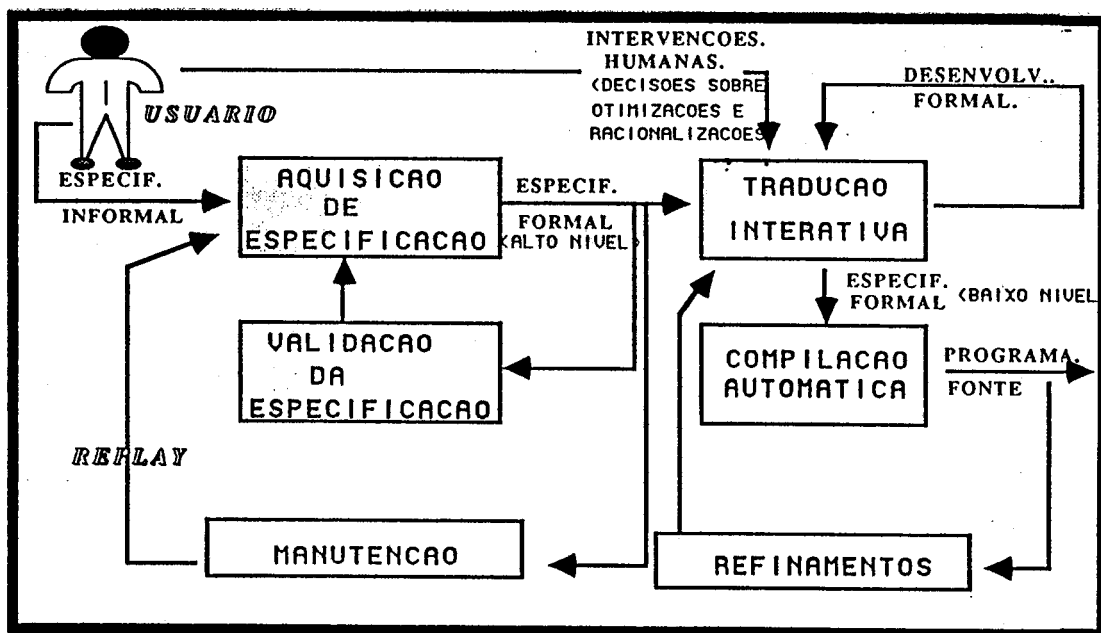 INTERVENCOES.
HUMANAS.
(DECISOES SOBRE
OTIMIZACOES E
RACIONALIZACOES
DESENVOLV..
FORMAL.
USUARIO
ESPECIF.
INFORMAL
AQUISICAO
DE
ESPECIFICACAO
ESPECIF.
FORMAL
(ALTO NIVEL)
TRADUCAO
INTERATIVA
ESPECIF.
FORMAL (BAIXO NIVEL
VALIDACAO
DA
ESPECIFICACAO
COMPILACAO
AUTOMATICA
PROGRAMA.
FONTE
REPLAY
MANUTENCAO
REFINAMENTOS